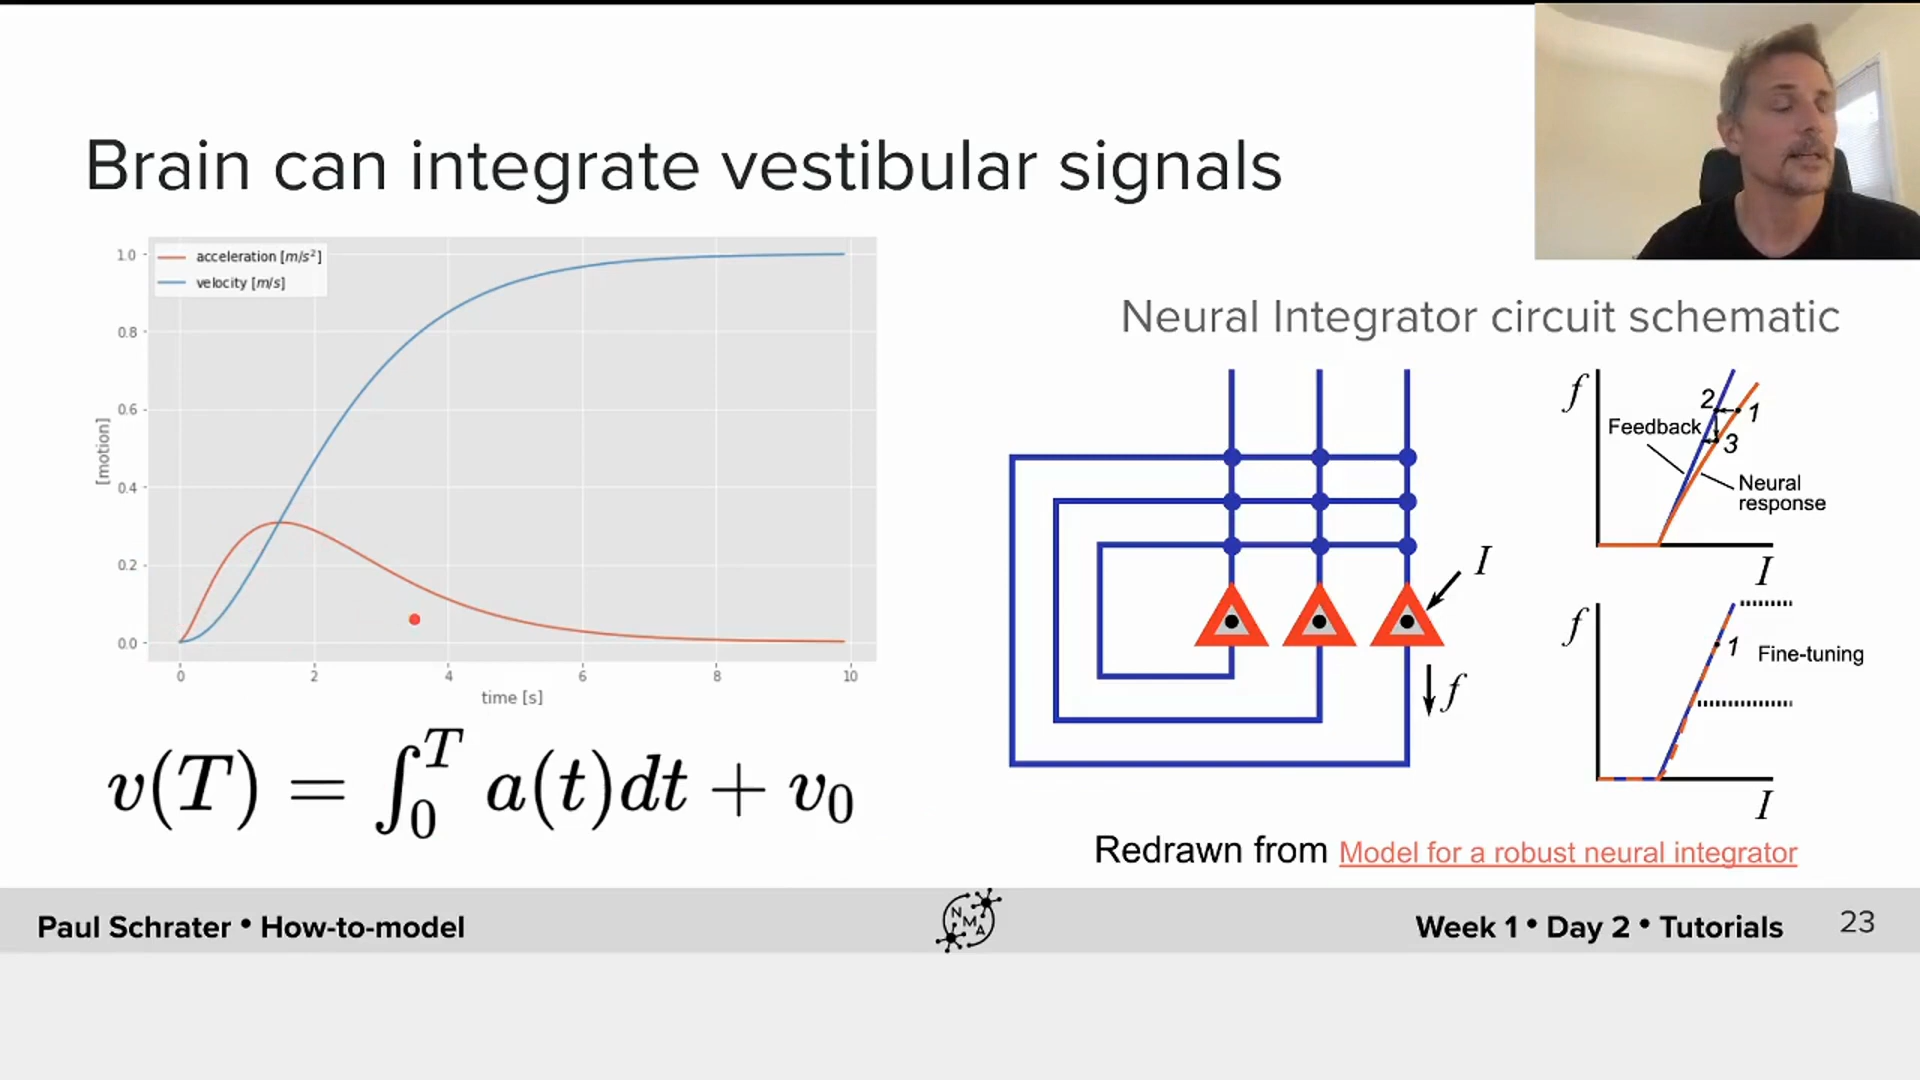 Brain can integrate vestibular signals
acceleration [m/s²]
velocity [m/s]
1.0
0.8
0.6
0.4
0.2
0.0
[motion]
0 2 4 6 8 10
time [s]
v(T) = ∫₀ᵀ a(t)dt + v₀
Neural Integrator circuit schematic
I
f
f
2
1
Feedback
3
Neural
response
I
f
1
Fine-tuning
I
Redrawn from Model for a robust neural integrator
Paul Schrater • How-to-model
NMA
Week 1 • Day 2 • Tutorials
23